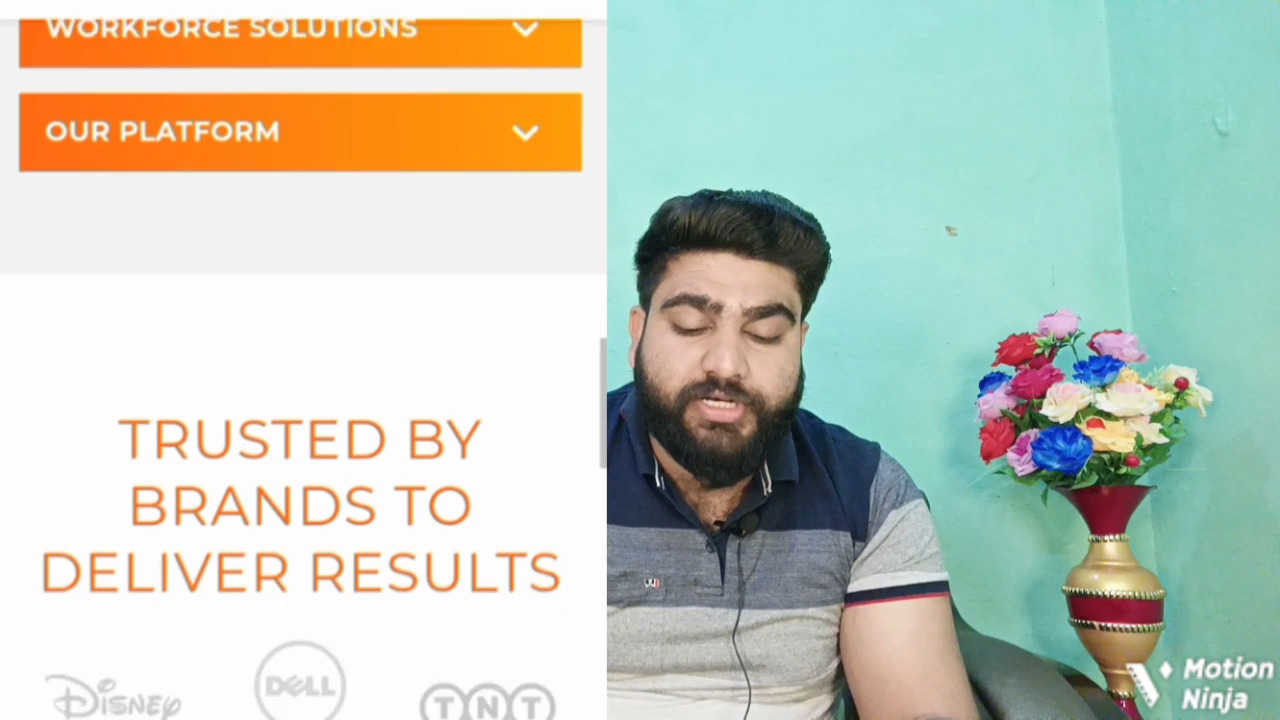 WORKFORCE SOLUTIONS
OUR PLATFORM
TRUSTED BY
BRANDS TO
DELIVER RESULTS
DISNEY
DELL
TNT
Motion
Ninja